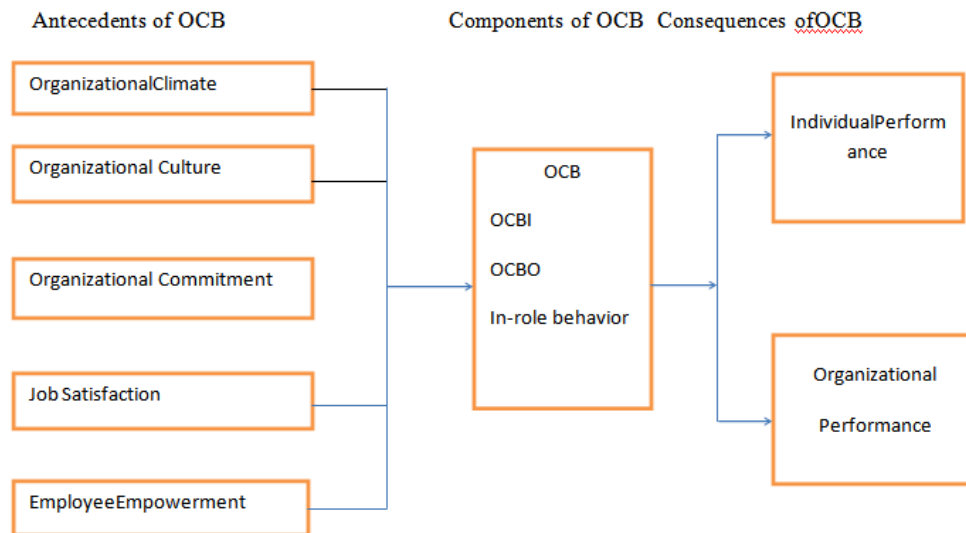 Antecedents of OCB
Components of OCB
Consequences ofOCB
OrganizationalClimate
Organizational Culture
Organizational Commitment
Job Satisfaction
EmployeeEmpowerment
OCB
OCBI
OCBO
In-role behavior
IndividualPerform
ance
Organizational
Performance